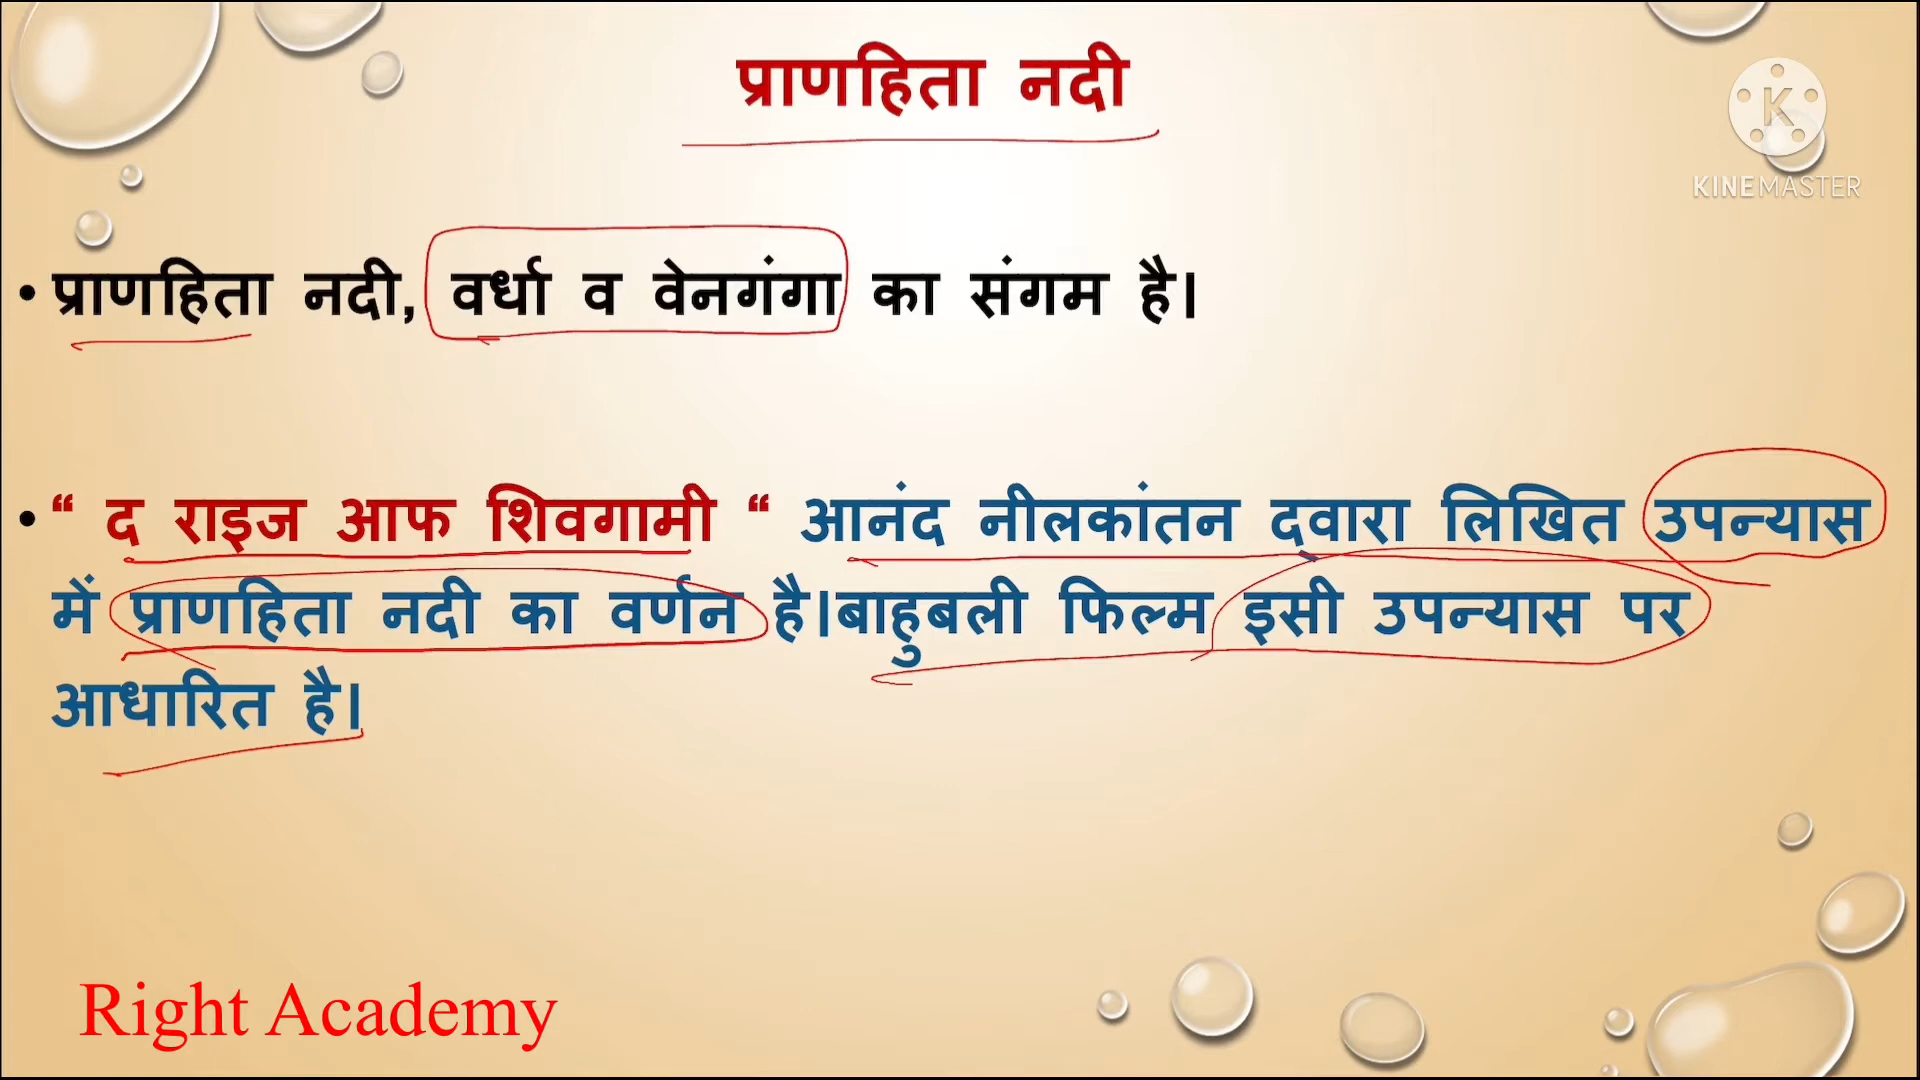 प्राणहिता नदी
KINEMASTER
• प्राणहिता नदी, वर्धा व वेनगंगा का संगम है।
• “ द राइज आफ शिवगामी “ आनंद नीलकांतन द्वारा लिखित उपन्यास
में प्राणहिता नदी का वर्णन है।बाहुबली फिल्म इसी उपन्यास पर
आधारित है।
Right Academy